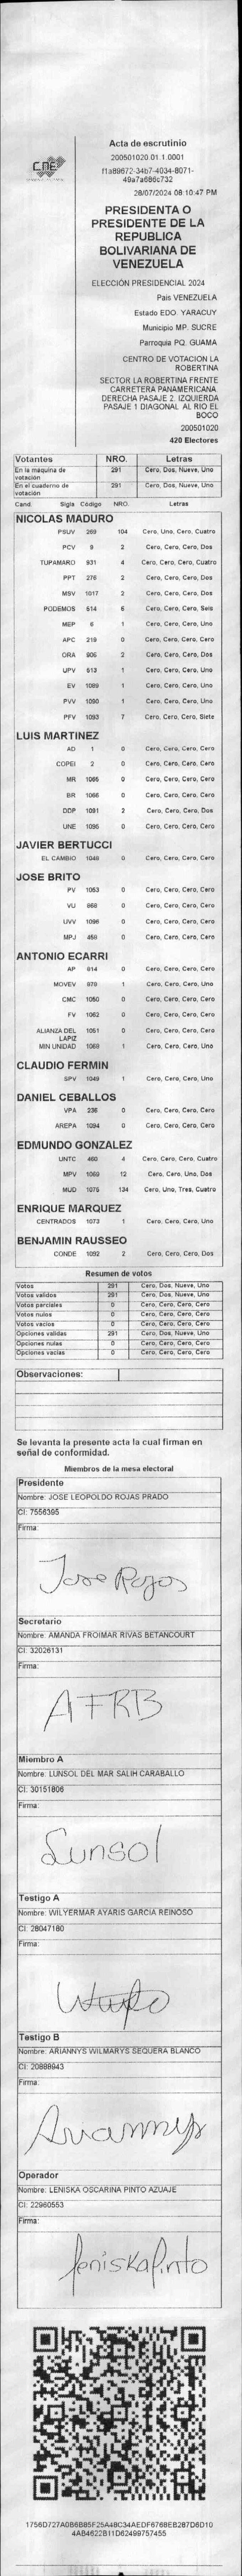 CNE
Acta de escrutinio
200501020.01.1.0001
f1a89672-34b7-4034-8071-
49a7a686c732
28/07/2024 08:10:47 PM
PRESIDENTA O
PRESIDENTE DE LA
REPUBLICA
BOLIVARIANA DE
VENEZUELA
ELECCIÓN PRESIDENCIAL 2024
Pais VENEZUELA
Estado EDO. YARACUY
Municipio MP. SUCRE
Parroquia PQ. GUAMA
CENTRO DE VOTACION LA
ROBERTINA
SECTOR LA ROBERTINA FRENTE
CARRETERA PANAMERICANA.
DERECHA PASAJE 2. IZQUIERDA
PASAJE 1 DIAGONAL AL RIO EL
BOCO
200501020
420 Electores
Votantes NRO. Letras
En la máquina de votación 291 Cero, Dos, Nueve, Uno
En el cuaderno de votación 291 Cero, Dos, Nueve, Uno
Cand. Sigla Código NRO. Letras
NICOLAS MADURO
PSUV 269 104 Cero, Uno, Cero, Cuatro
PCV 9 2 Cero, Cero, Cero, Dos
TUPAMARO 931 4 Cero, Cero, Cero, Cuatro
PPT 276 2 Cero, Cero, Cero, Dos
MSV 1017 2 Cero, Cero, Cero, Dos
PODEMOS 514 6 Cero, Cero, Cero, Seis
MEP 6 1 Cero, Cero, Cero, Uno
APC 219 0 Cero, Cero, Cero, Cero
ORA 906 2 Cero, Cero, Cero, Dos
UPV 613 1 Cero, Cero, Cero, Uno
EV 1089 1 Cero, Cero, Cero, Uno
PVV 1090 1 Cero, Cero, Cero, Uno
PFV 1093 7 Cero, Cero, Cero, Siete
LUIS MARTINEZ
AD 1 0 Cero, Cero, Cero, Cero
COPEI 2 0 Cero, Cero, Cero, Cero
MR 1065 0 Cero, Cero, Cero, Cero
BR 1066 0 Cero, Cero, Cero, Cero
DDP 1091 2 Cero, Cero, Cero, Dos
UNE 1095 0 Cero, Cero, Cero, Cero
JAVIER BERTUCCI
EL CAMBIO 1048 0 Cero, Cero, Cero, Cero
JOSE BRITO
PV 1053 0 Cero, Cero, Cero, Cero
VU 868 0 Cero, Cero, Cero, Cero
UVV 1096 0 Cero, Cero, Cero, Cero
MPJ 459 0 Cero, Cero, Cero, Cero
ANTONIO ECARRI
AP 814 0 Cero, Cero, Cero, Cero
MOVEV 979 1 Cero, Cero, Cero, Uno
CMC 1050 0 Cero, Cero, Cero, Cero
FV 1062 0 Cero, Cero, Cero, Cero
ALIANZA DEL LAPIZ 1051 0 Cero, Cero, Cero, Cero
MIN UNIDAD 1068 1 Cero, Cero, Cero, Uno
CLAUDIO FERMIN
SPV 1049 1 Cero, Cero, Cero, Uno
DANIEL CEBALLOS
VPA 236 0 Cero, Cero, Cero, Cero
AREPA 1094 0 Cero, Cero, Cero, Cero
EDMUNDO GONZALEZ
UNTC 460 4 Cero, Cero, Cero, Cuatro
MPV 1060 12 Cero, Cero, Uno, Dos
MUD 1075 134 Cero, Uno, Tres, Cuatro
ENRIQUE MARQUEZ
CENTRADOS 1073 1 Cero, Cero, Cero, Uno
BENJAMIN RAUSSEO
CONDE 1092 2 Cero, Cero, Cero, Dos
Resumen de votos
Votos 291 Cero, Dos, Nueve, Uno
Votos validos 291 Cero, Dos, Nueve, Uno
Votos parciales 0 Cero, Cero, Cero, Cero
Votos nulos 0 Cero, Cero, Cero, Cero
Votos vacios 0 Cero, Cero, Cero, Cero
Opciones validas 291 Cero, Dos, Nueve, Uno
Opciones nulas 0 Cero, Cero, Cero, Cero
Opciones vacias 0 Cero, Cero, Cero, Cero
Observaciones:
Se levanta la presente acta la cual firman en
señal de conformidad.
Miembros de la mesa electoral
Presidente
Nombre: JOSE LEOPOLDO ROJAS PRADO
CI: 7556395
Firma:
Jose Rojas
Secretario
Nombre: AMANDA FROIMAR RIVAS BETANCOURT
CI: 32026131
Firma:
AFRB
Miembro A
Nombre: LUNSOL DEL MAR SALIH CARABALLO
CI: 30151806
Firma:
Lunsol
Testigo A
Nombre: WILYERMAR AYARIS GARCIA REINOSO
CI: 28047180
Firma:
Testigo B
Nombre: ARIANNYS WILMARYS SEQUERA BLANCO
CI: 20888943
Firma:
Ariannys
Operador
Nombre: LENISKA OSCARINA PINTO AZUAJE
CI: 22960553
Firma:
Leniska Pinto
1756D727A0B6B85F25A48C34AEDF6768EB287D6D10
4AB4622B11D62499757455